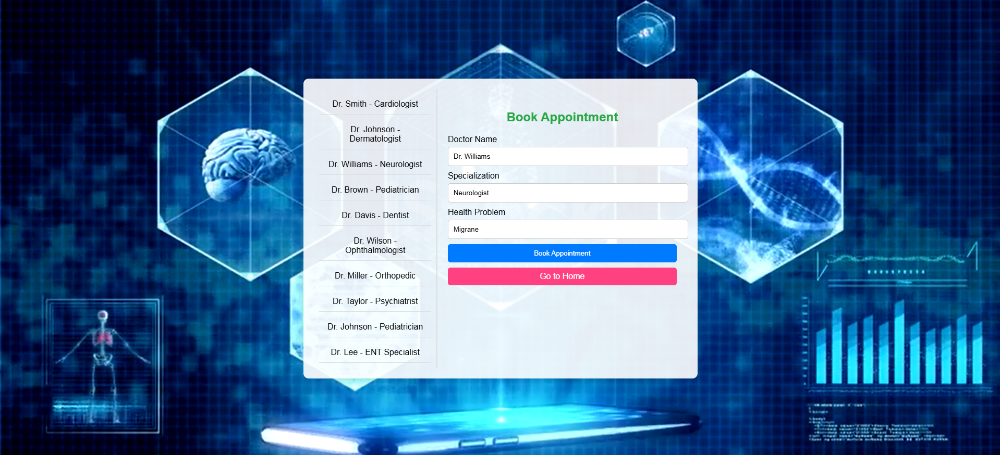 Dr. Smith - Cardiologist
Dr. Johnson -
Dermatologist
Dr. Williams - Neurologist
Dr. Brown - Pediatrician
Dr. Davis - Dentist
Dr. Wilson -
Ophthalmologist
Dr. Miller - Orthopedic
Dr. Taylor - Psychiatrist
Dr. Johnson - Pediatrician
Dr. Lee - ENT Specialist
Book Appointment
Doctor Name
Dr. Williams
Specialization
Neurologist
Health Problem
Migrane
Book Appointment
Go to Home